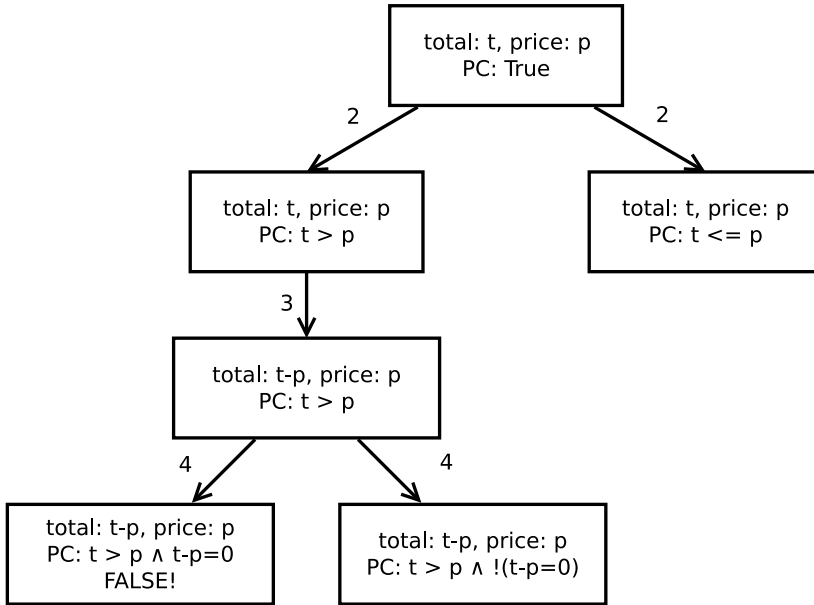 total: t, price: p
PC: True
2
2
total: t, price: p
PC: t > p
total: t, price: p
PC: t <= p
3
total: t-p, price: p
PC: t > p
4
4
total: t-p, price: p
PC: t > p ∧ t-p=0
FALSE!
total: t-p, price: p
PC: t > p ∧ !(t-p=0)